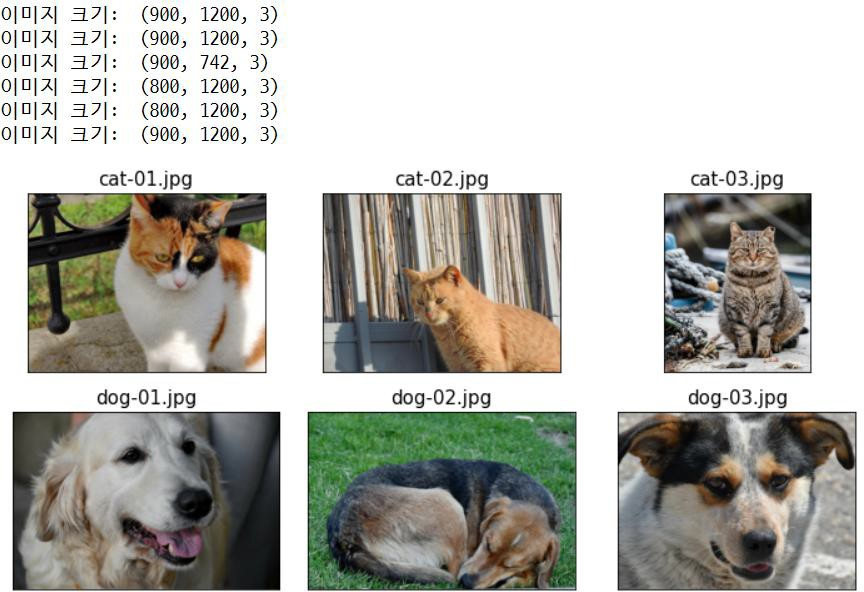 이미지 크기: (900, 1200, 3)
이미지 크기: (900, 1200, 3)
이미지 크기: (900, 742, 3)
이미지 크기: (800, 1200, 3)
이미지 크기: (800, 1200, 3)
이미지 크기: (900, 1200, 3)
cat-01.jpg
cat-02.jpg
cat-03.jpg
dog-01.jpg
dog-02.jpg
dog-03.jpg